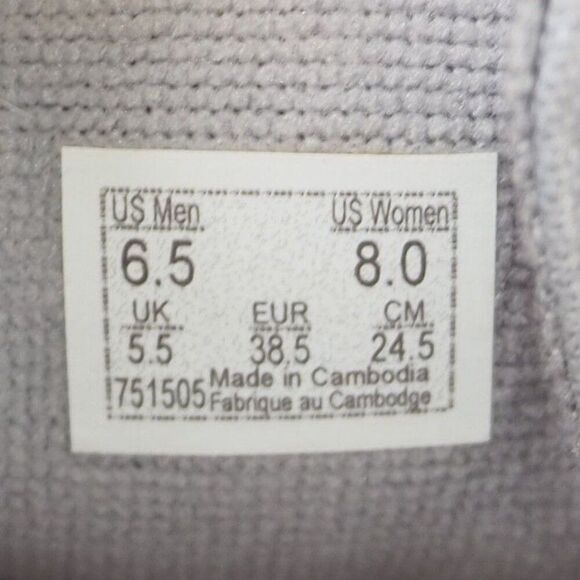 US Men US Women
6.5 8.0
UK EUR CM
5.5 38.5 24.5
751505 Made in Cambodia
Fabrique au Cambodge